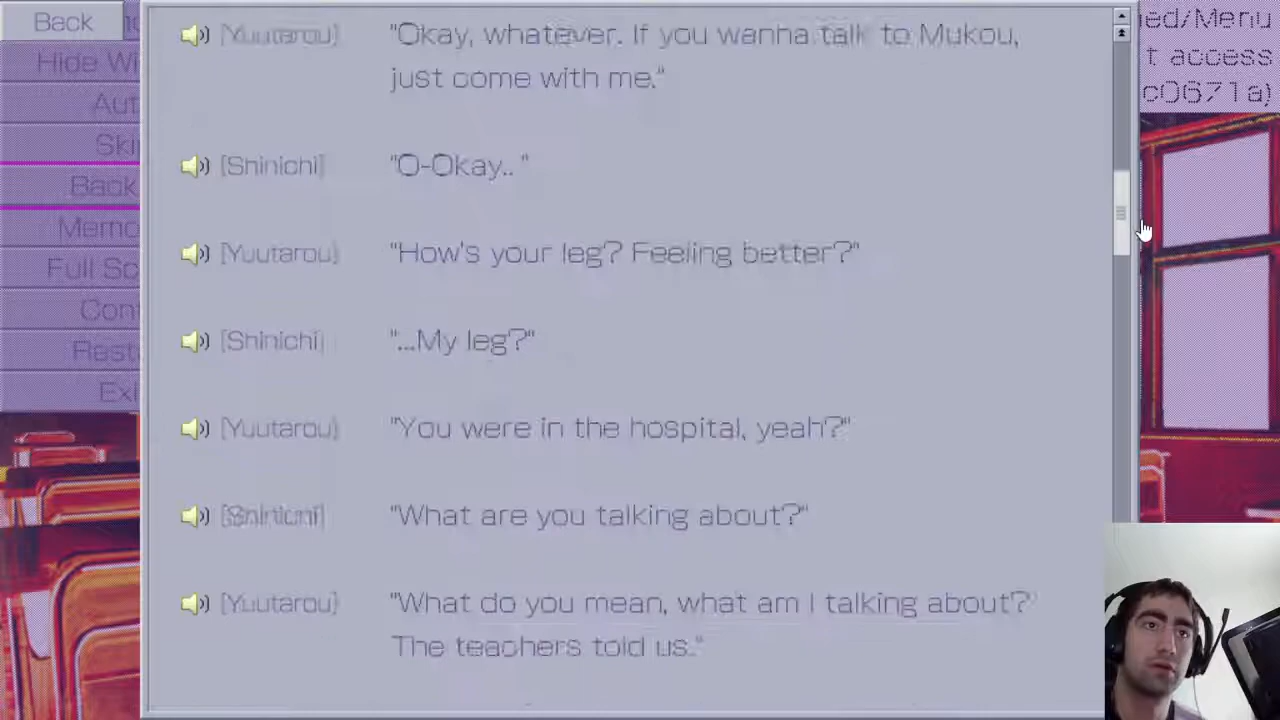 Back
ed/Menu
Hide Wi
t access
c0671a)
Aut
Ski
Back
Memo
Full Sc
Con
Rest
Exi
[Yuutarou] "Okay, whatever. If you wanna talk to Mukou,
just come with me."
[Shinichi] "O-Okay.. "
[Yuutarou] "How's your leg? Feeling better?"
[Shinichi] "...My leg?"
[Yuutarou] "You were in the hospital, yeah?"
[Shinichi] "What are you talking about?"
[Yuutarou] "What do you mean, what am I talking about?
The teachers told us."